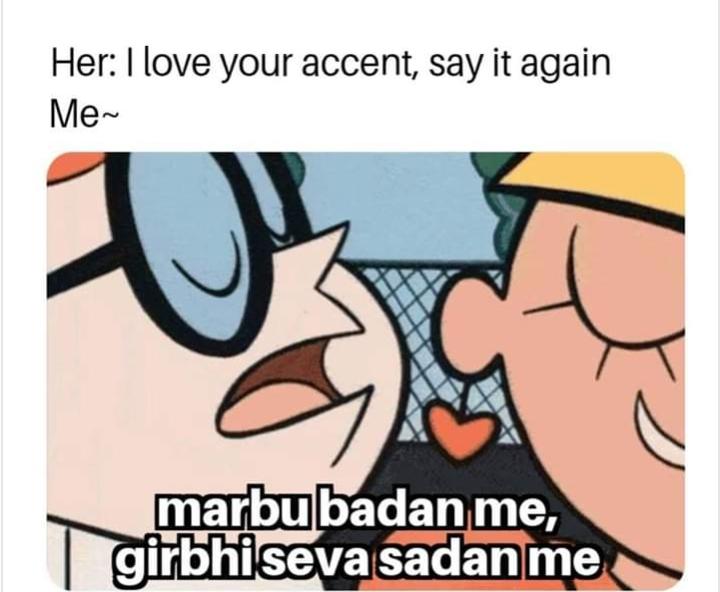 Her: I love your accent, say it again
Me~
marbu badan me,
girbhi seva sadan me